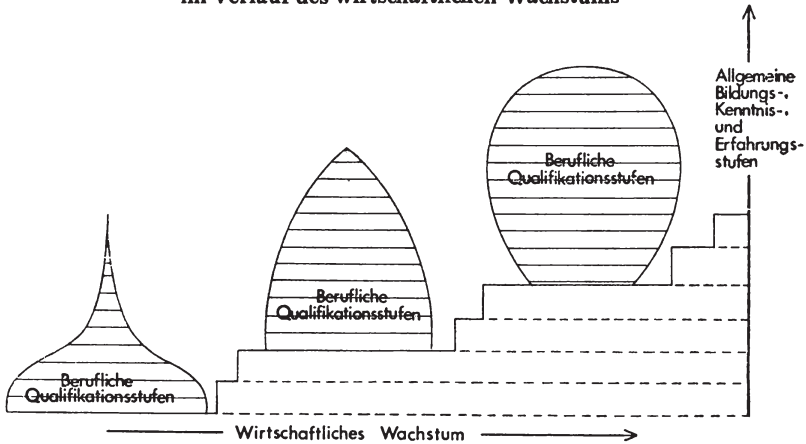 im Verlauf des wirtschaftlichen Wachstums
Allgemeine
Bildungs-,
Kenntnis-,
und
Erfahrungs-
stufen
Berufliche
Qualifikationsstufen
Berufliche
Qualifikationsstufen
Berufliche
Qualifikationsstufen
Wirtschaftliches Wachstum